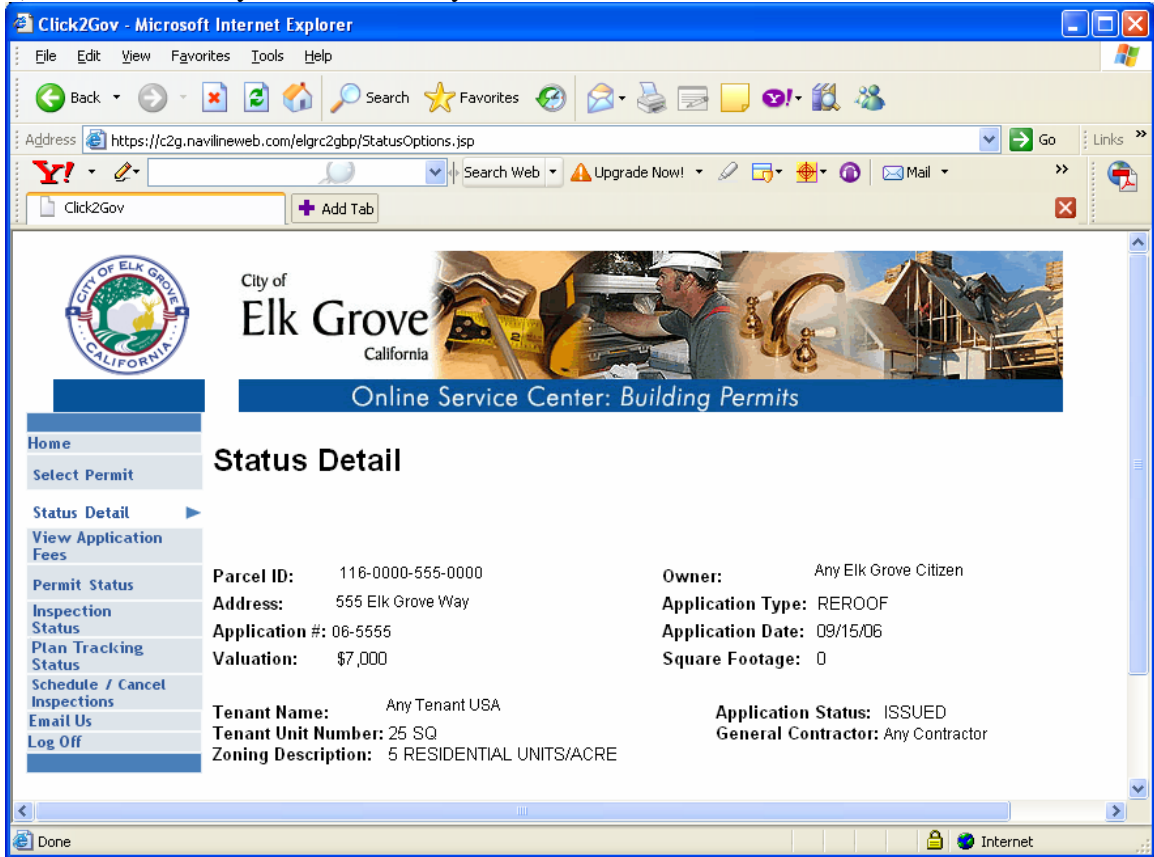 Click2Gov - Microsoft Internet Explorer
File Edit View Favorites Tools Help
Back Search Favorites
Address https://c2g.navilineweb.com/elgrc2gbp/StatusOptions.jsp Go Links »
Y! Search Web Upgrade Now! Mail »
Click2Gov Add Tab
CITY OF ELK GROVE
CALIFORNIA
City of
Elk Grove
California
Online Service Center: Building Permits
Home
Select Permit
Status Detail
View Application
Fees
Permit Status
Inspection
Status
Plan Tracking
Status
Schedule / Cancel
Inspections
Email Us
Log Off
Status Detail
Parcel ID: 116-0000-555-0000 Owner: Any Elk Grove Citizen
Address: 555 Elk Grove Way Application Type: REROOF
Application #: 06-5555 Application Date: 09/15/06
Valuation: $7,000 Square Footage: 0
Tenant Name: Any Tenant USA Application Status: ISSUED
Tenant Unit Number: 25 SQ General Contractor: Any Contractor
Zoning Description: 5 RESIDENTIAL UNITS/ACRE
Done Internet